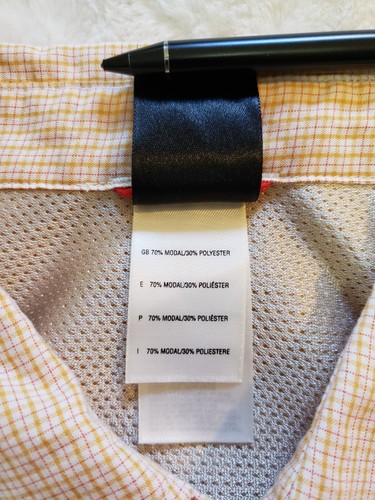 GB 70% MODAL/30% POLYESTER
E 70% MODAL/30% POLIÉSTER
P 70% MODAL/30% POLIÉSTER
I 70% MODAL/30% POLIESTERE